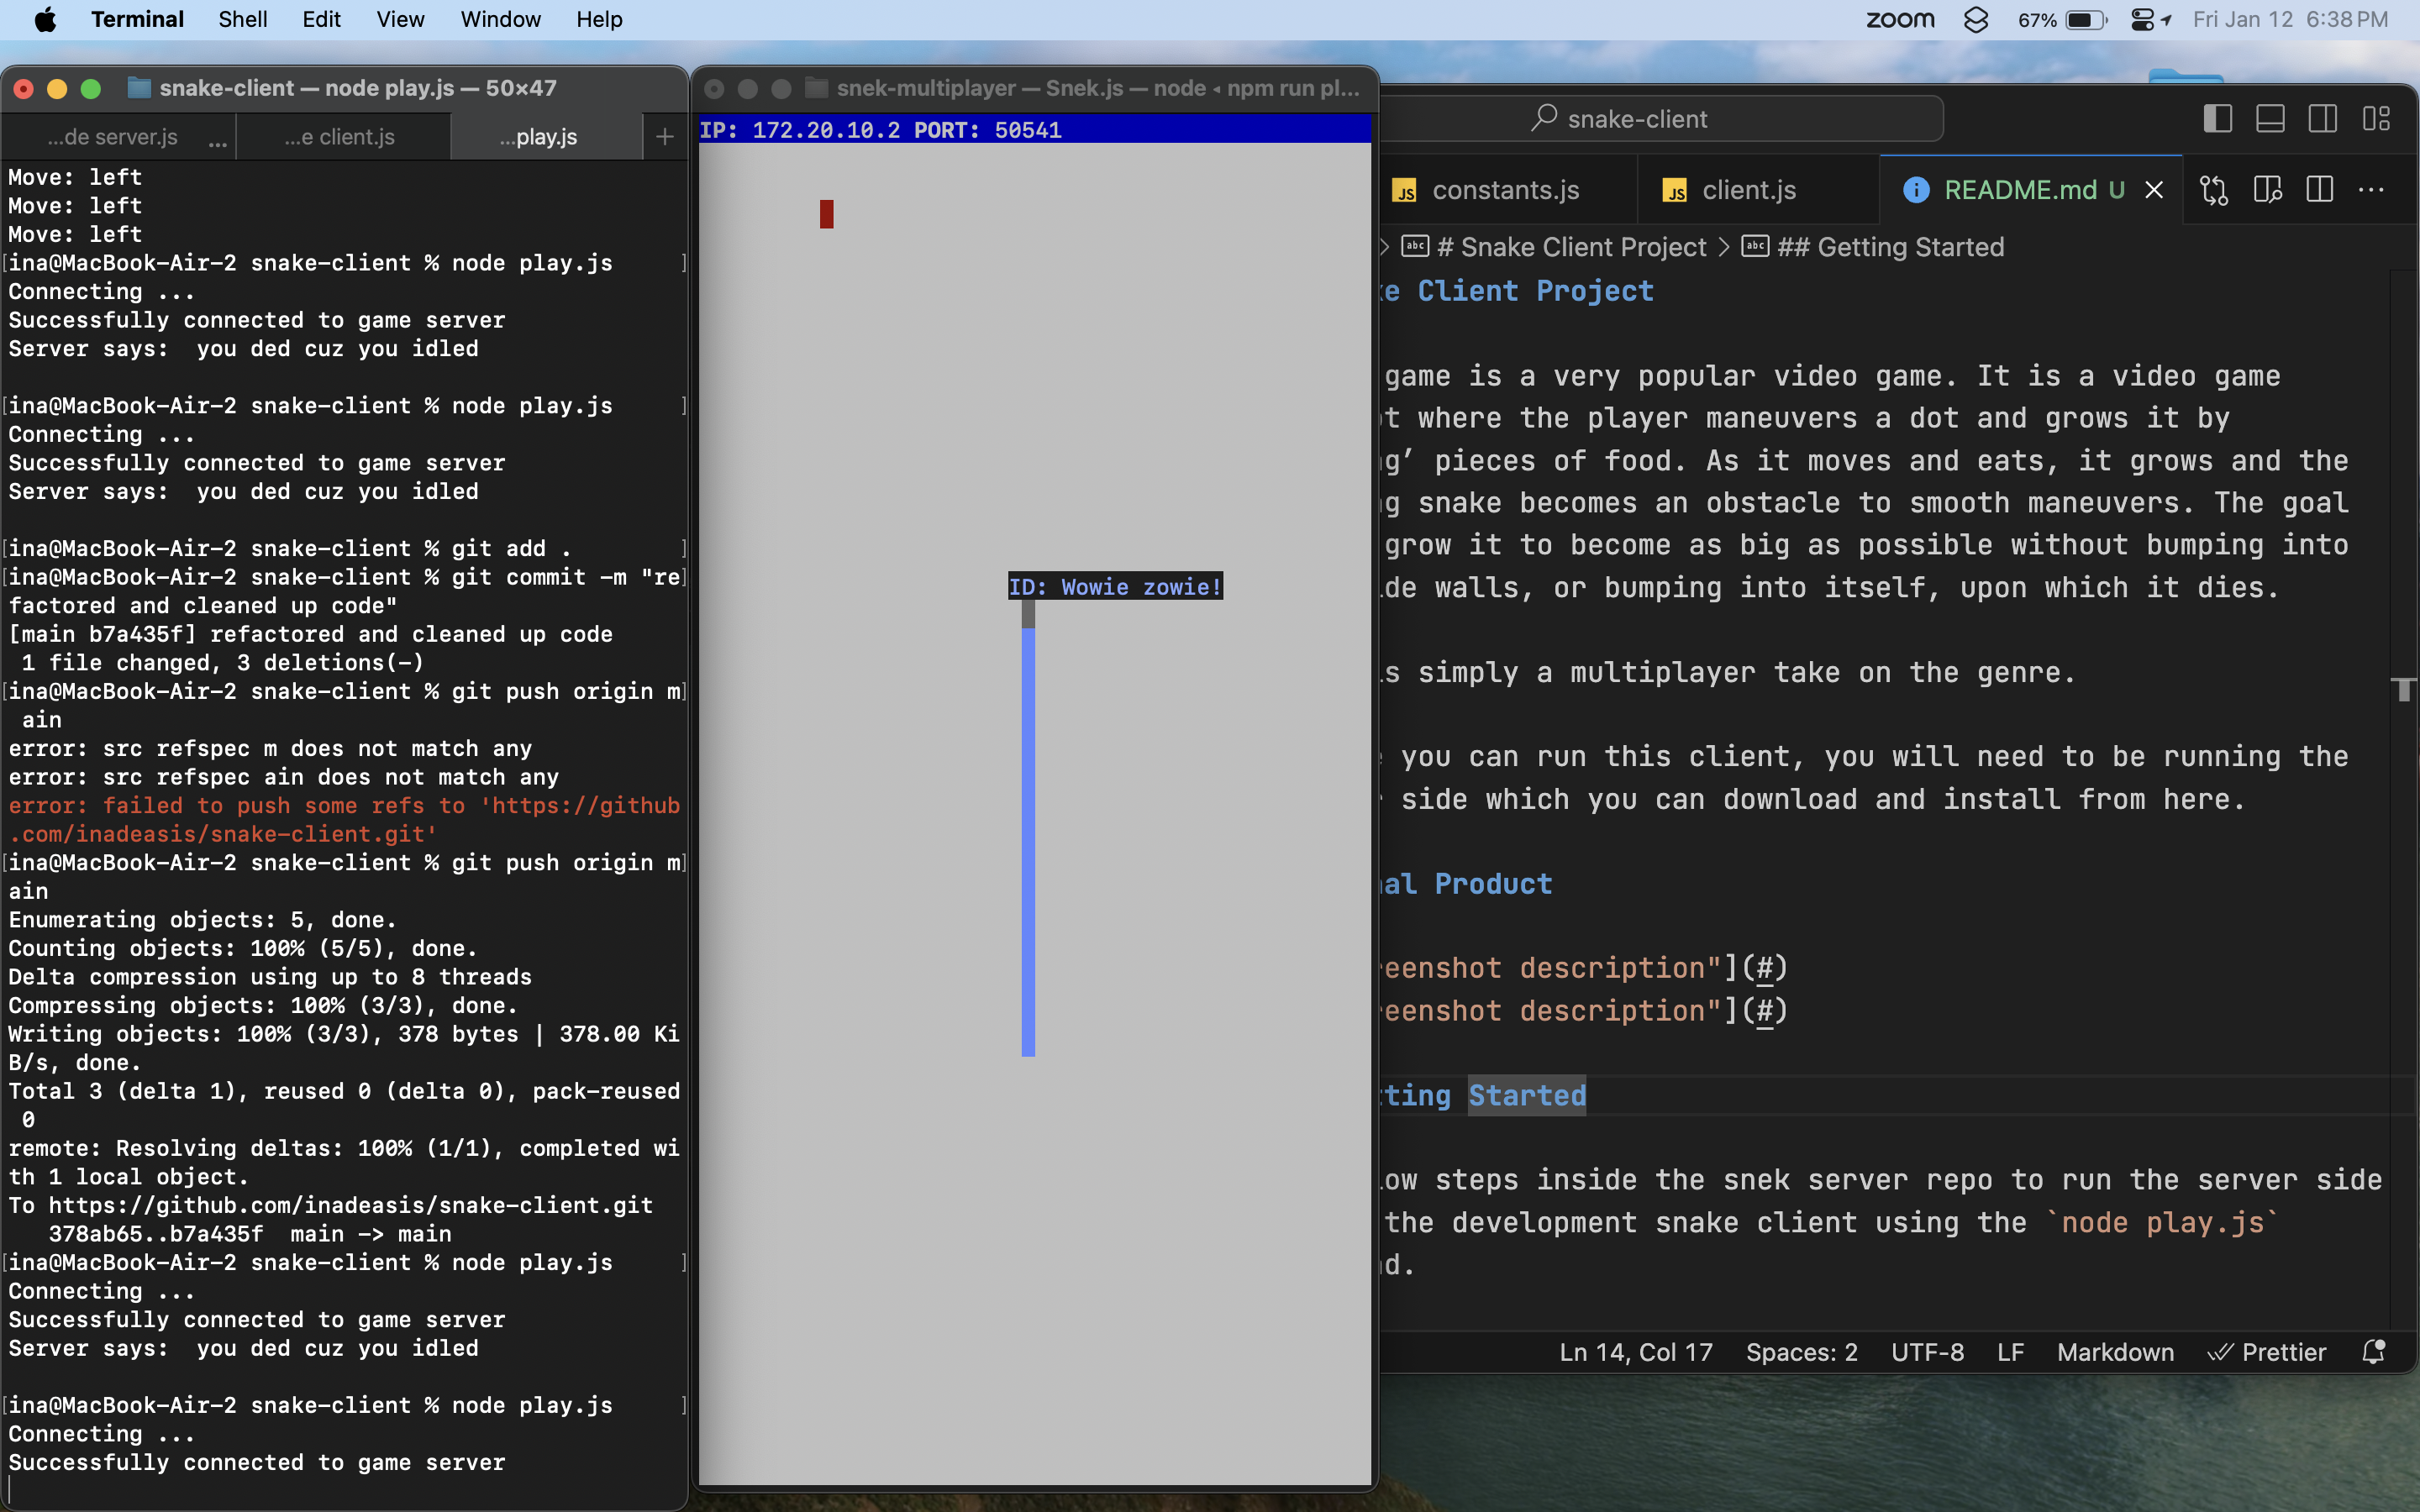 Terminal Shell Edit View Window Help
zoom 67% Fri Jan 12 6:38 PM
snake-client — node play.js — 50×47
...de server.js ... ...e client.js ...play.js +
Move: left
Move: left
Move: left
[ina@MacBook-Air-2 snake-client % node play.js ]
Connecting ...
Successfully connected to game server
Server says:  you ded cuz you idled
[ina@MacBook-Air-2 snake-client % node play.js ]
Connecting ...
Successfully connected to game server
Server says:  you ded cuz you idled
[ina@MacBook-Air-2 snake-client % git add . ]
[ina@MacBook-Air-2 snake-client % git commit -m "re]
factored and cleaned up code"
[main b7a435f] refactored and cleaned up code
 1 file changed, 3 deletions(-)
[ina@MacBook-Air-2 snake-client % git push origin m]
 ain
error: src refspec m does not match any
error: src refspec ain does not match any
error: failed to push some refs to 'https://github
.com/inadeasis/snake-client.git'
[ina@MacBook-Air-2 snake-client % git push origin m]
ain
Enumerating objects: 5, done.
Counting objects: 100% (5/5), done.
Delta compression using up to 8 threads
Compressing objects: 100% (3/3), done.
Writing objects: 100% (3/3), 378 bytes | 378.00 Ki
B/s, done.
Total 3 (delta 1), reused 0 (delta 0), pack-reused
 0
remote: Resolving deltas: 100% (1/1), completed wi
th 1 local object.
To https://github.com/inadeasis/snake-client.git
   378ab65..b7a435f  main -> main
[ina@MacBook-Air-2 snake-client % node play.js ]
Connecting ...
Successfully connected to game server
Server says:  you ded cuz you idled
[ina@MacBook-Air-2 snake-client % node play.js ]
Connecting ...
Successfully connected to game server
snek-multiplayer — Snek.js — node ◂ npm run pl...
IP: 172.20.10.2 PORT: 50541
ID: Wowie zowie!
snake-client
JS constants.js JS client.js README.md U
abc # Snake Client Project > abc ## Getting Started
ke Client Project
game is a very popular video game. It is a video game
pt where the player maneuvers a dot and grows it by
ng’ pieces of food. As it moves and eats, it grows and the
ng snake becomes an obstacle to smooth maneuvers. The goal
grow it to become as big as possible without bumping into
ide walls, or bumping into itself, upon which it dies.
is simply a multiplayer take on the genre.
e you can run this client, you will need to be running the
r side which you can download and install from here.
nal Product
reenshot description"](#)
reenshot description"](#)
tting Started
low steps inside the snek server repo to run the server side
the development snake client using the `node play.js`
nd.
Ln 14, Col 17 Spaces: 2 UTF-8 LF Markdown Prettier